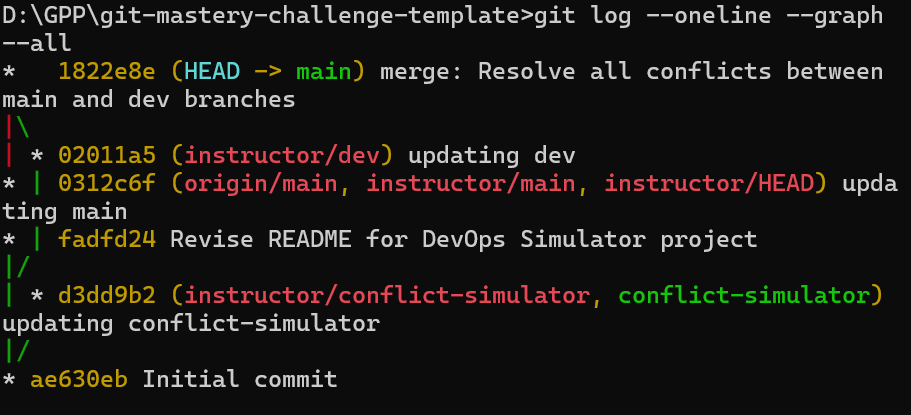 D:\GPP\git-mastery-challenge-template>git log --oneline --graph
--all
*   1822e8e (HEAD -> main) merge: Resolve all conflicts between
main and dev branches
|\
| * 02011a5 (instructor/dev) updating dev
* | 0312c6f (origin/main, instructor/main, instructor/HEAD) upda
ting main
* | fadfd24 Revise README for DevOps Simulator project
|/
| * d3dd9b2 (instructor/conflict-simulator, conflict-simulator)
updating conflict-simulator
|/
* ae630eb Initial commit